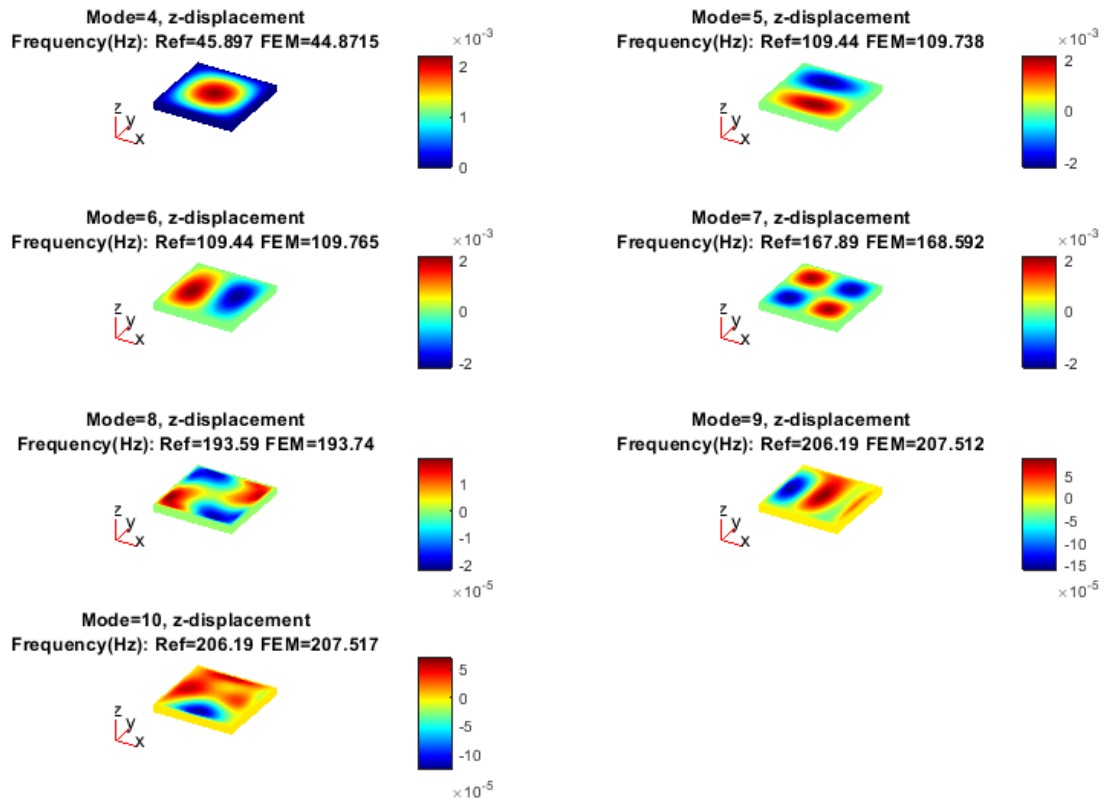 Mode=4, z-displacement
Frequency(Hz): Ref=45.897 FEM=44.8715
×10⁻³
2
1
0
z
y
x
Mode=5, z-displacement
Frequency(Hz): Ref=109.44 FEM=109.738
×10⁻³
2
0
-2
z
y
x
Mode=6, z-displacement
Frequency(Hz): Ref=109.44 FEM=109.765
×10⁻³
2
0
-2
z
y
x
Mode=7, z-displacement
Frequency(Hz): Ref=167.89 FEM=168.592
×10⁻³
2
0
-2
z
y
x
Mode=8, z-displacement
Frequency(Hz): Ref=193.59 FEM=193.74
1
0
-1
-2
×10⁻⁵
z
y
x
Mode=9, z-displacement
Frequency(Hz): Ref=206.19 FEM=207.512
5
0
-5
-10
-15
×10⁻⁵
z
y
x
Mode=10, z-displacement
Frequency(Hz): Ref=206.19 FEM=207.517
5
0
-5
-10
×10⁻⁵
z
y
x